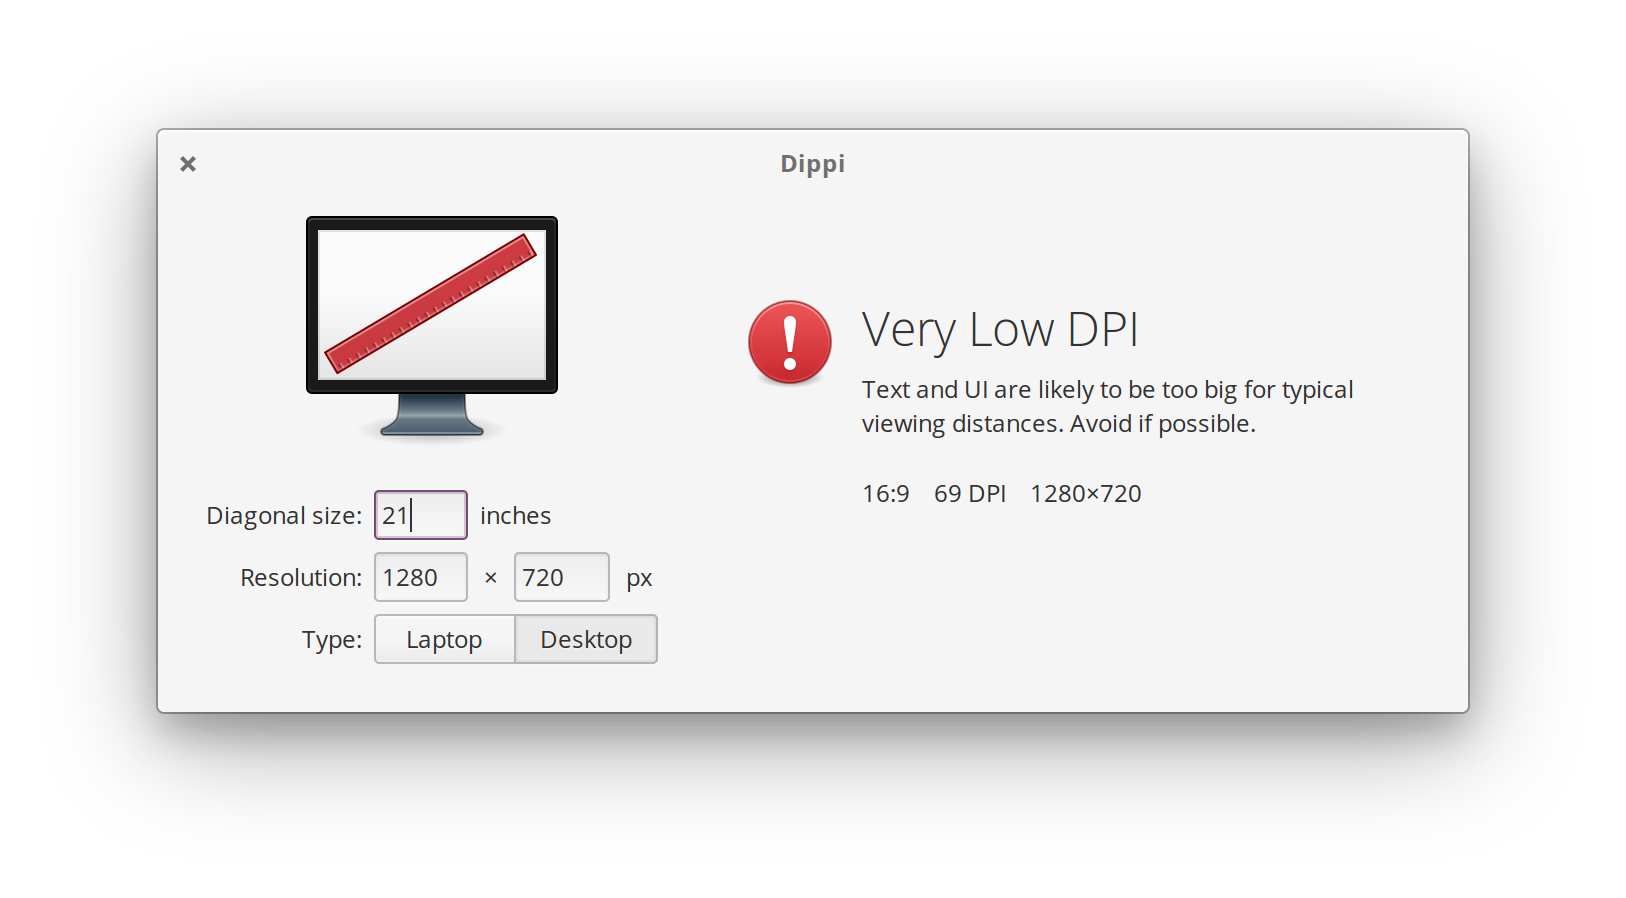 Dippi
Very Low DPI
Text and UI are likely to be too big for typical
viewing distances. Avoid if possible.
16:9 69 DPI 1280×720
Diagonal size: 21 inches
Resolution: 1280 × 720 px
Type: Laptop Desktop